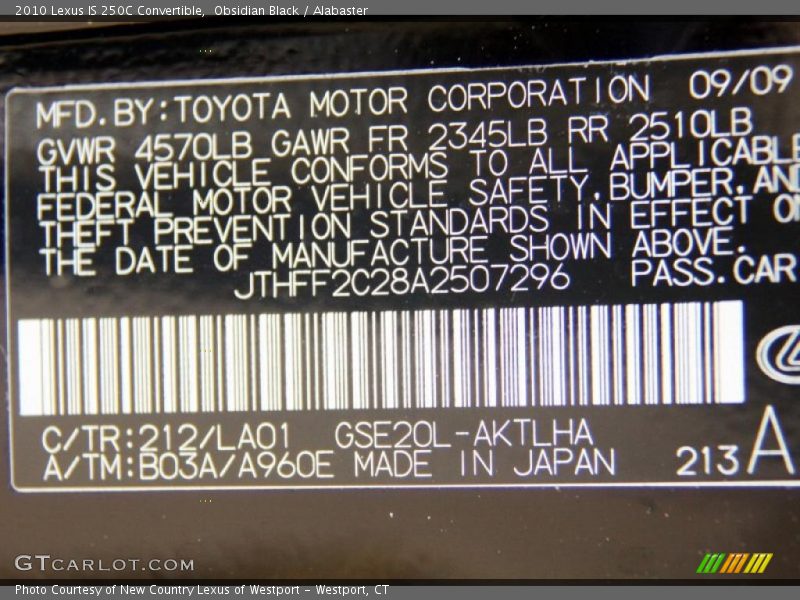 2010 Lexus IS 250C Convertible,  Obsidian Black / Alabaster
MFD.BY:TOYOTA MOTOR CORPORATION 09/09
GVWR 4570LB GAWR FR 2345LB RR 2510LB
THIS VEHICLE CONFORMS TO ALL APPLICABLE
FEDERAL MOTOR VEHICLE SAFETY,BUMPER,AND
THEFT PREVENTION STANDARDS IN EFFECT ON
THE DATE OF MANUFACTURE SHOWN ABOVE.
JTHFF2C28A2507296 PASS.CAR
C/TR:212/LA01 GSE20L-AKTLHA
A/TM:B03A/A960E MADE IN JAPAN 213A
GTCARLOT.COM
Photo Courtesy of New Country Lexus of Westport – Westport, CT